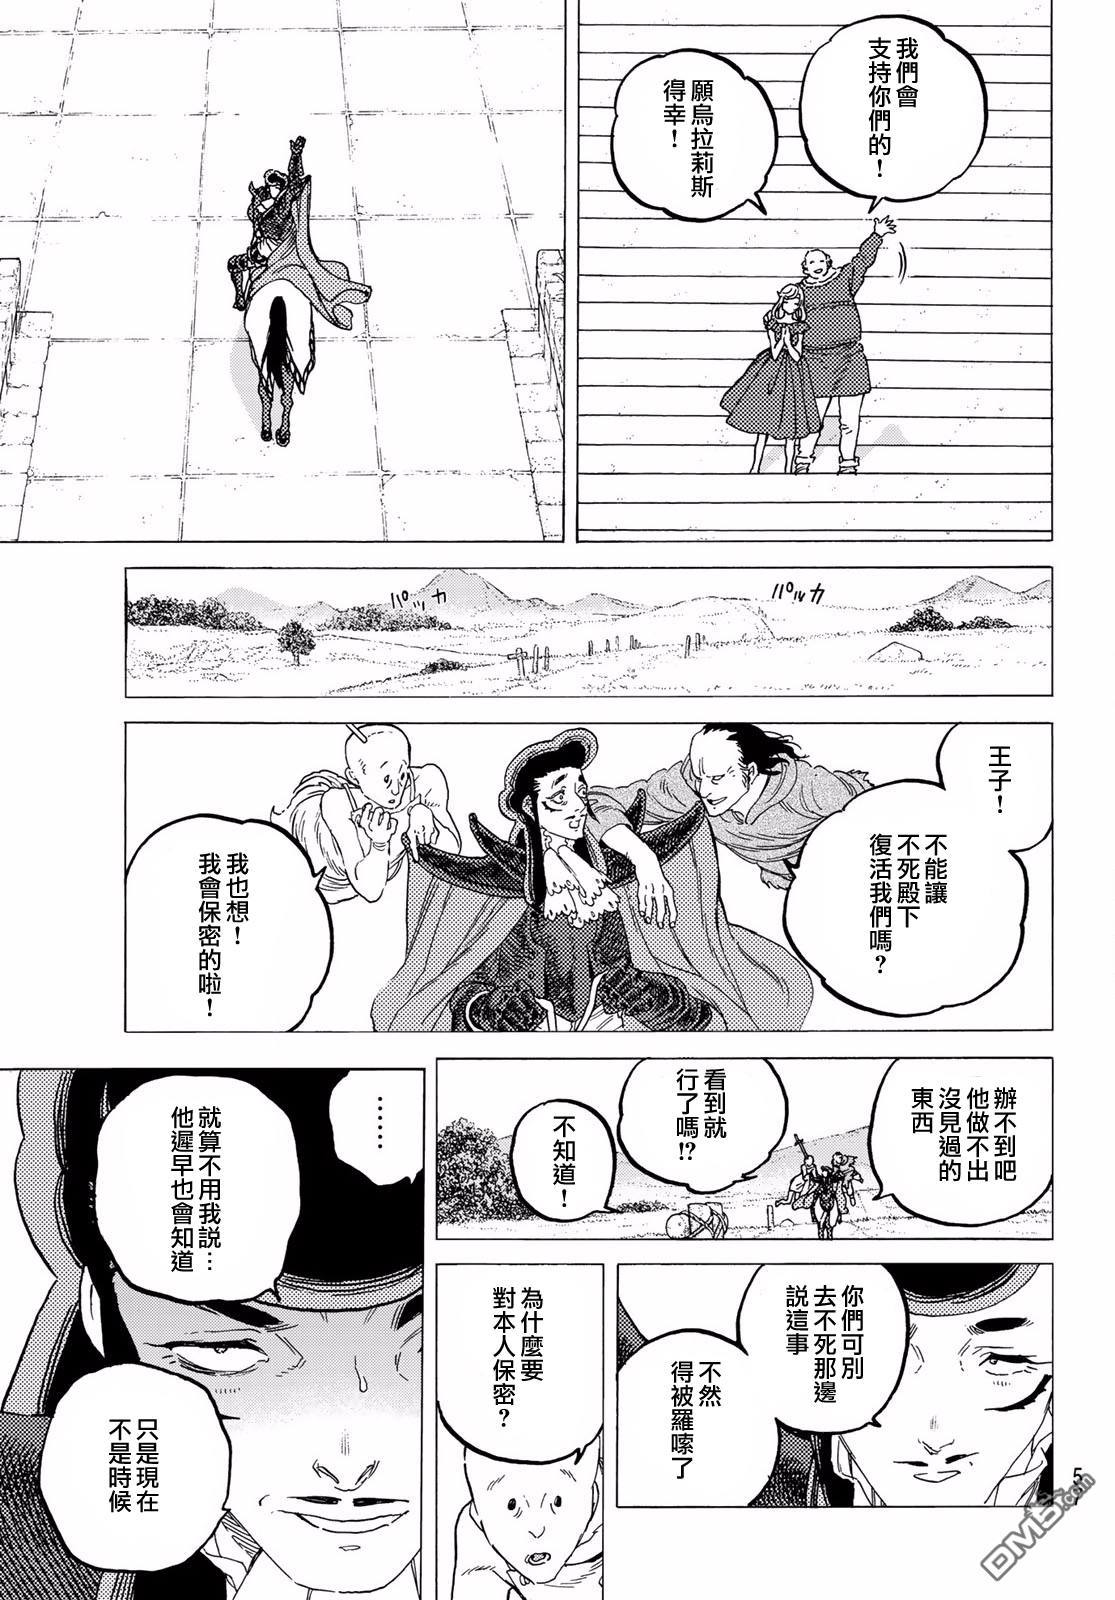 我們會
支持你們的！
願烏拉莉斯
得幸！
パルカ
パッカ
王子！
不能讓
不死殿下
復活我們嗎？
我也想！
我會保密的啦！
辦不到吧
他做不出
沒見過的
東西
看到就
行了嗎!?
不知道！
你們可別
去不死那邊
說這事
不然
得被羅嗦了
為什麼要
對本人保密？
……
就算不用我說…
他遲早也會知道
只是現在
不是時候
5
DM5.com